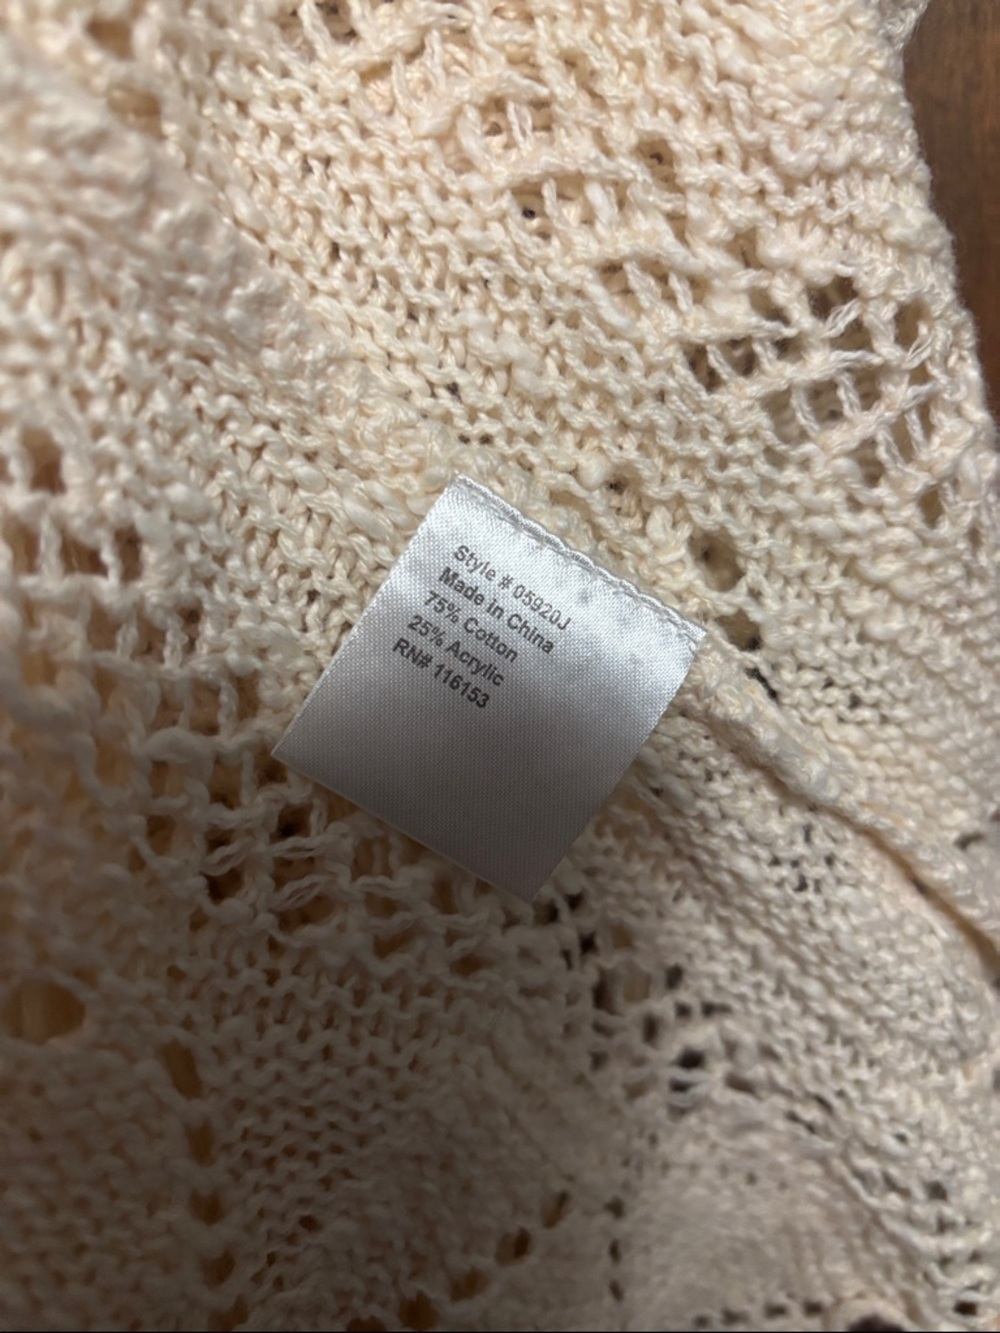 Style # 05920J
Made in China
75% Cotton
25% Acrylic
RN# 116153